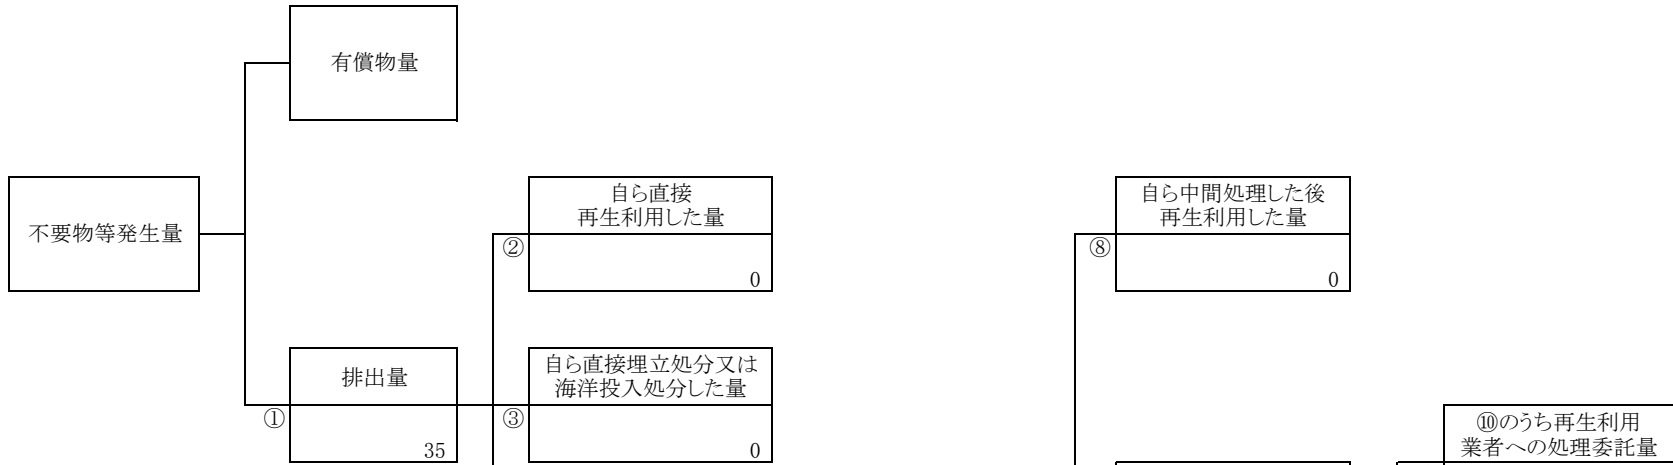 有償物量
不要物等発生量
自ら直接
再生利用した量
②
0
自ら中間処理した後
再生利用した量
⑧
0
排出量
①
35
自ら直接埋立処分又は
海洋投入処分した量
③
0
⑩のうち再生利用
業者への処理委託量